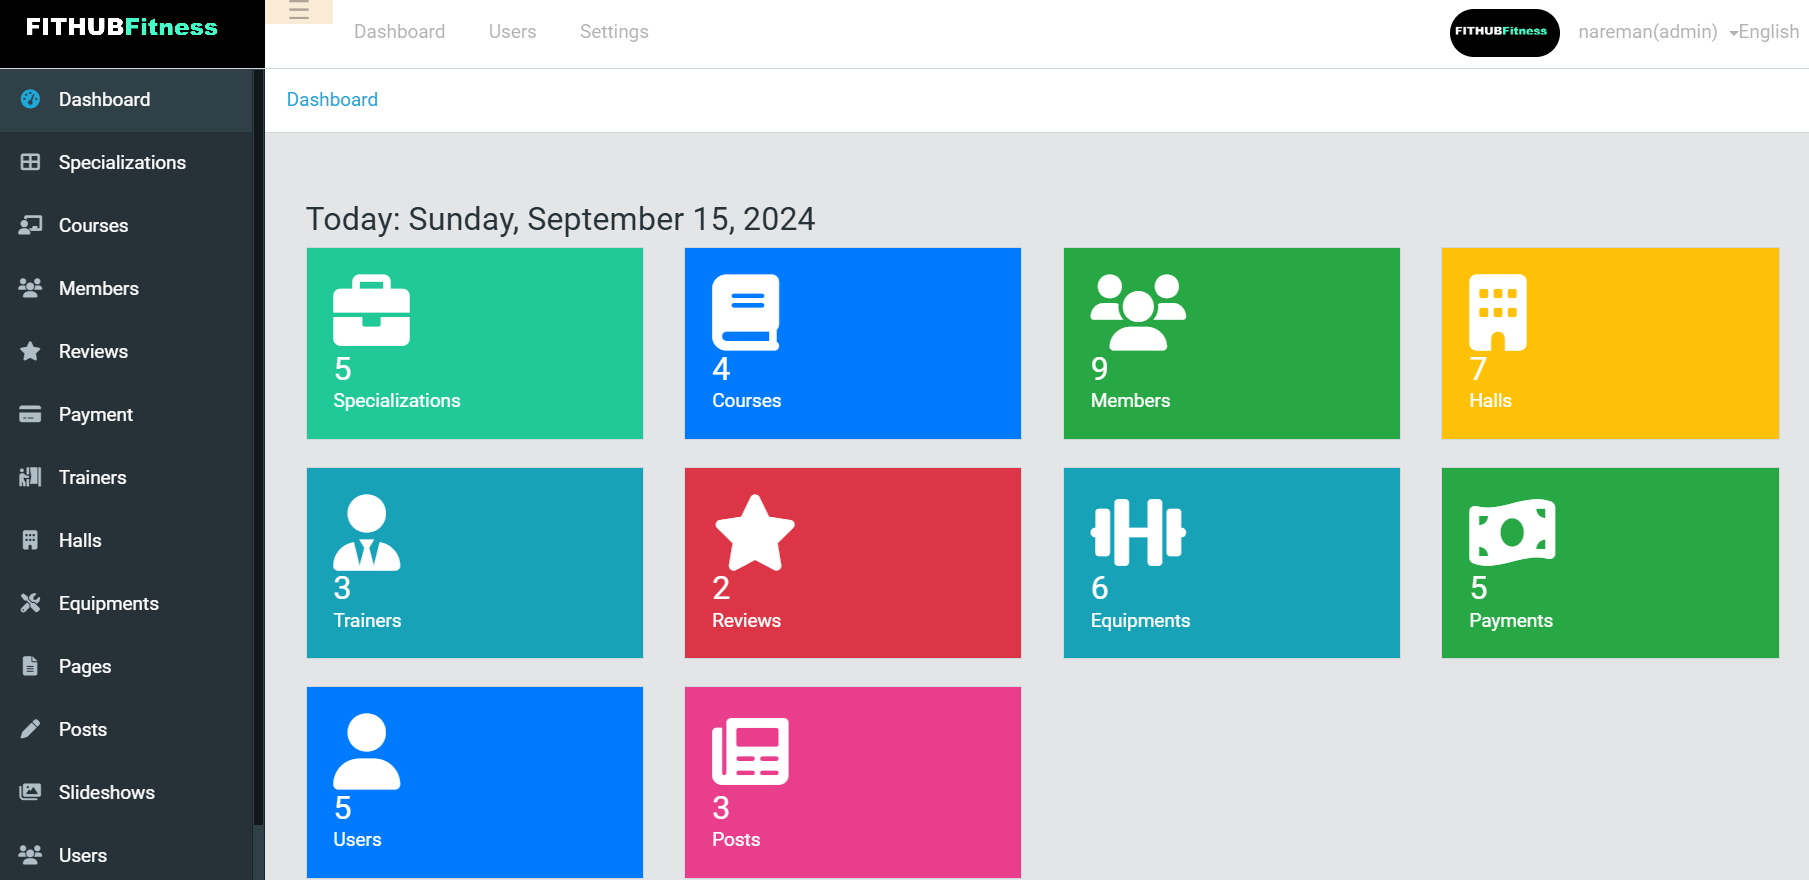 FITHUBFitness
Dashboard
Users
Settings
FITHUBFitness
nareman(admin)
English
Dashboard
Specializations
Courses
Members
Reviews
Payment
Trainers
Halls
Equipments
Pages
Posts
Slideshows
Users
Dashboard
Today: Sunday, September 15, 2024
5
Specializations
4
Courses
9
Members
7
Halls
3
Trainers
2
Reviews
6
Equipments
5
Payments
5
Users
3
Posts